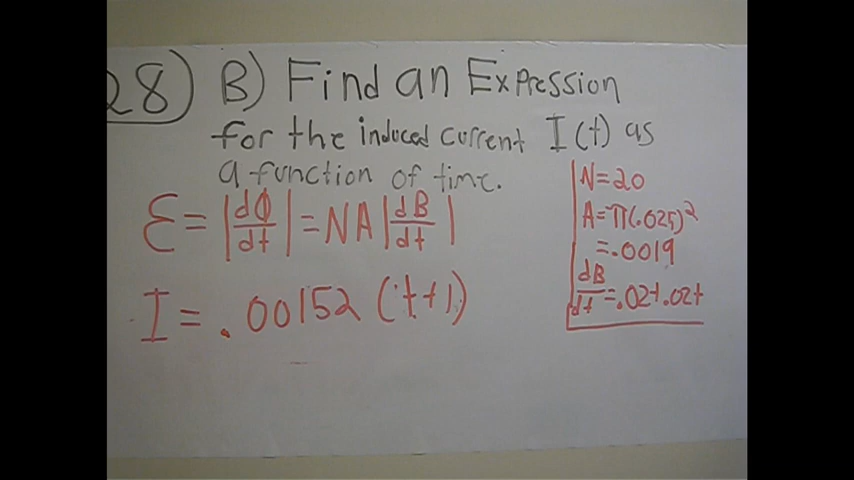 28) B) Find an Expression
for the induced current I(t) as
a function of time.
N=20
ℰ = |dΦ/dt| = NA|dB/dt|
A=π(.025)²
=.0019
dB/dt=.02+.02t
I = .00152 (t+1)